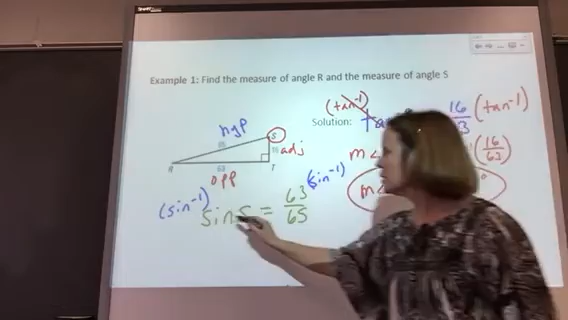 Example 1: Find the measure of angle R and the measure of angle S
(tan⁻¹)
16 (tan⁻¹)
hyp
Solution:
S
65
16 adj
m∠
(16/63)
R
63
T
opp
(sin⁻¹)
m∠
(sin⁻¹) sin S = 63/65